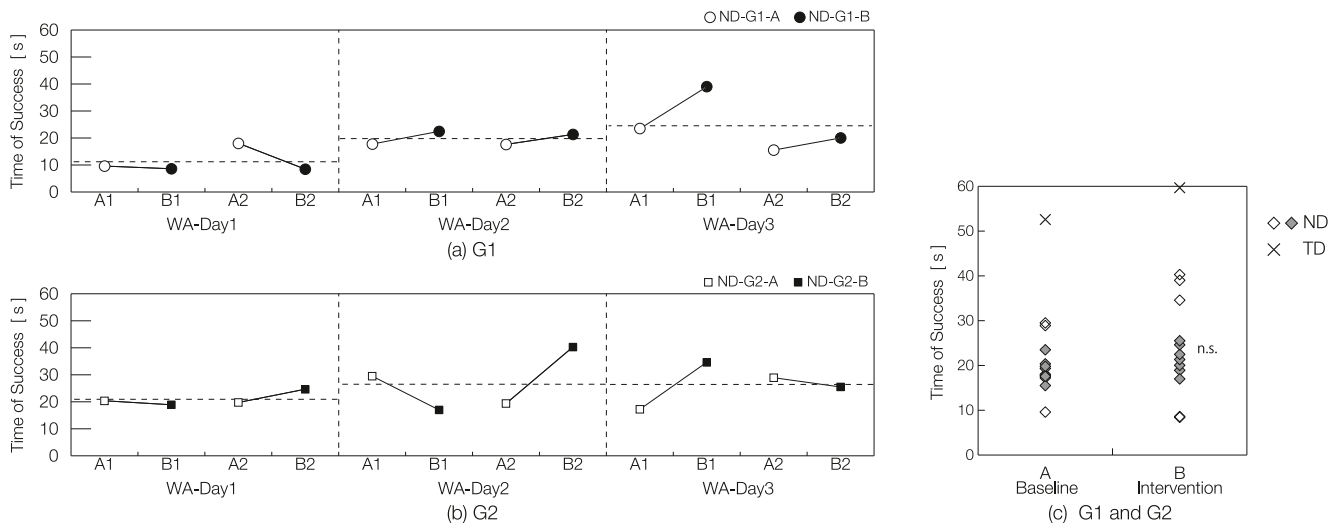 ND-G1-A ND-G1-B
Time of Success [ s ]
60
50
40
30
20
10
0
A1 B1 A2 B2 A1 B1 A2 B2 A1 B1 A2 B2
WA-Day1 WA-Day2 WA-Day3
(a) G1
ND-G2-A ND-G2-B
Time of Success [ s ]
60
50
40
30
20
10
0
A1 B1 A2 B2 A1 B1 A2 B2 A1 B1 A2 B2
WA-Day1 WA-Day2 WA-Day3
(b) G2
Time of Success [ s ]
60
50
40
30
20
10
0
ND
TD
n.s.
A B
Baseline Intervention
(c) G1 and G2